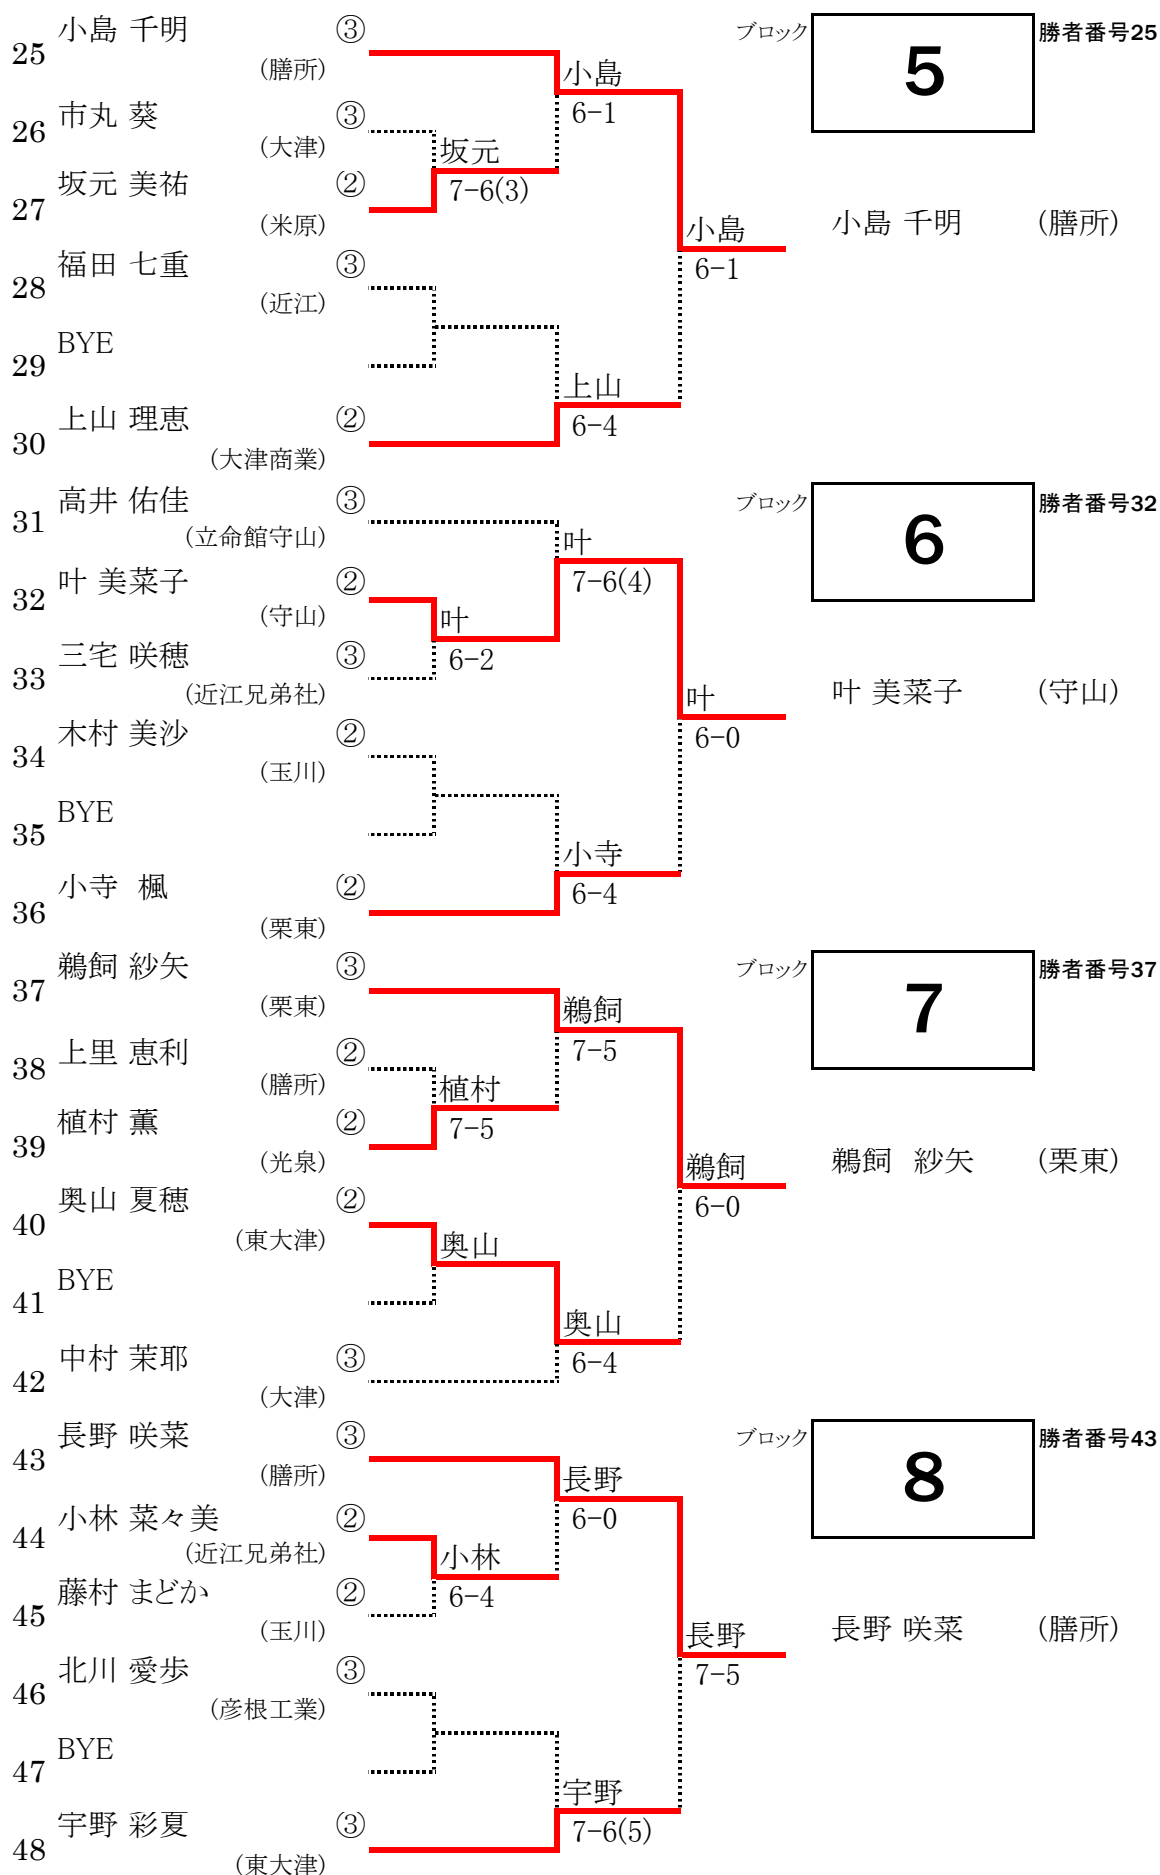 小島 千明 ③
25 (膳所)
小島
6-1
市丸 葵 ③
26 (大津)
坂元
7-6(3)
坂元 美祐 ②
27 (米原)
ブロック 5 勝者番号25
小島 千明 (膳所)
小島
6-1
福田 七重 ③
28 (近江)
BYE
29
上山
6-4
上山 理恵 ②
30 (大津商業)
高井 佑佳 ③
31 (立命館守山)
叶
7-6(4)
叶 美菜子 ②
32 (守山)
叶
6-2
三宅 咲穂 ③
33 (近江兄弟社)
ブロック 6 勝者番号32
叶 美菜子 (守山)
叶
6-0
木村 美沙 ②
34 (玉川)
BYE
35
小寺
6-4
小寺 楓 ②
36 (栗東)
鵜飼 紗矢 ③
37 (栗東)
鵜飼
7-5
上里 恵利 ②
38 (膳所)
植村
7-5
植村 薫 ②
39 (光泉)
ブロック 7 勝者番号37
鵜飼 紗矢 (栗東)
鵜飼
6-0
奥山 夏穂 ②
40 (東大津)
奥山
BYE
41
奥山
6-4
中村 茉耶 ③
42 (大津)
長野 咲菜 ③
43 (膳所)
長野
6-0
小林 菜々美 ②
44 (近江兄弟社)
小林
6-4
藤村 まどか ②
45 (玉川)
ブロック 8 勝者番号43
長野 咲菜 (膳所)
長野
7-5
北川 愛歩 ③
46 (彦根工業)
BYE
47
宇野
7-6(5)
宇野 彩夏 ③
48 (東大津)